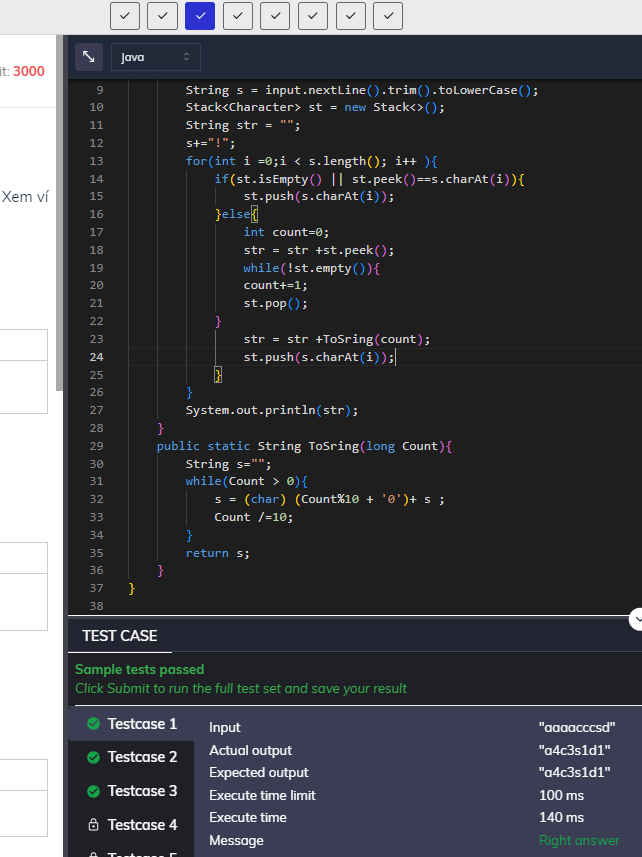 it: 3000
Java
Xem ví
9 String s = input.nextLine().trim().toLowerCase();
10 Stack<Character> st = new Stack<>();
11 String str = "";
12 s+="!";
13 for(int i =0;i < s.length(); i++ ){
14 if(st.isEmpty() || st.peek()==s.charAt(i)){
15 st.push(s.charAt(i));
16 }else{
17 int count=0;
18 str = str +st.peek();
19 while(!st.empty()){
20 count+=1;
21 st.pop();
22 }
23 str = str +ToSring(count);
24 st.push(s.charAt(i));
25 }
26 }
27 System.out.println(str);
28 }
29 public static String ToSring(long Count){
30 String s="";
31 while(Count > 0){
32 s = (char) (Count%10 + '0')+ s ;
33 Count /=10;
34 }
35 return s;
36 }
37 }
38
TEST CASE
Sample tests passed
Click Submit to run the full test set and save your result
Testcase 1
Testcase 2
Testcase 3
Testcase 4
Input "aaaacccsd"
Actual output "a4c3s1d1"
Expected output "a4c3s1d1"
Execute time limit 100 ms
Execute time 140 ms
Message Right answer